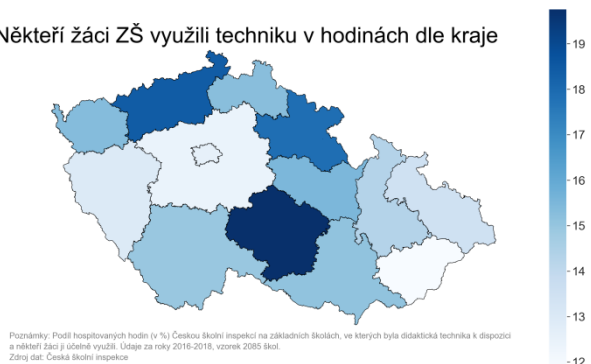 Někteří žáci ZŠ využili techniku v hodinách dle kraje
19
18
17
16
15
14
13
12
Poznámky: Podíl hospitovaných hodin (v %) Českou školní inspekcí na základních školách, ve kterých byla didaktická technika k dispozici
a někteří žáci ji účelně využili. Údaje za roky 2016-2018, vzorek 2085 škol.
Zdroj dat: Česká školní inspekce